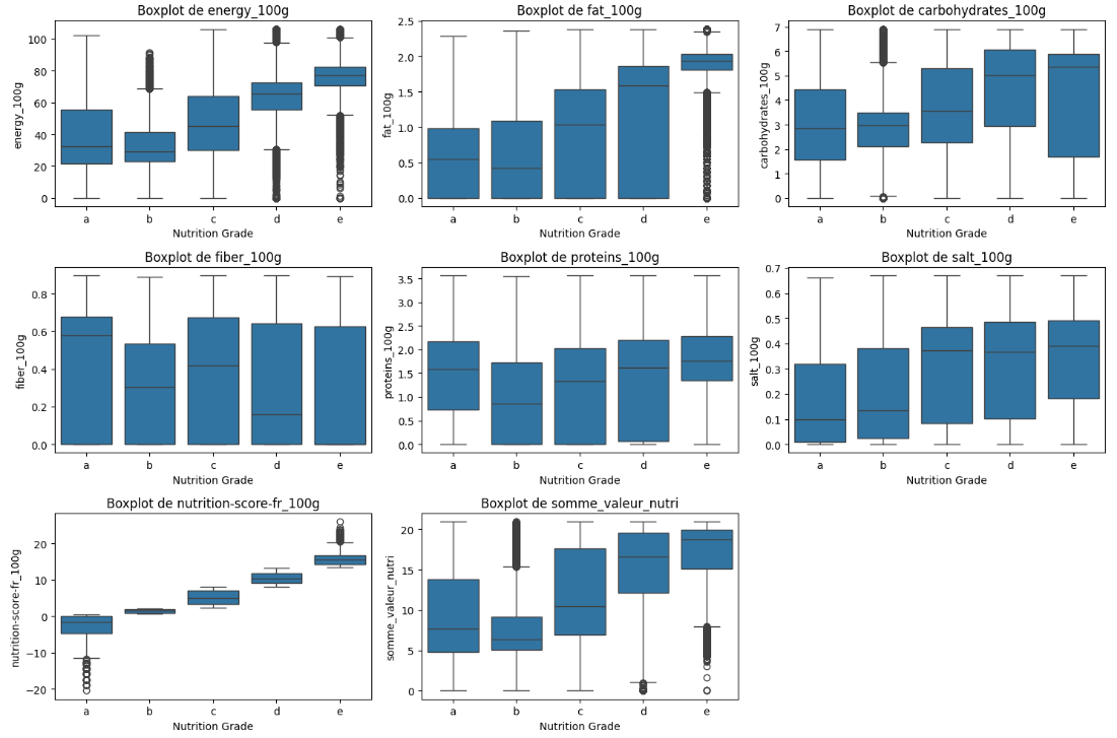 Boxplot de energy_100g
energy_100g
100
80
60
40
20
0
a b c d e
Nutrition Grade
Boxplot de fat_100g
fat_100g
2.5
2.0
1.5
1.0
0.5
0.0
a b c d e
Nutrition Grade
Boxplot de carbohydrates_100g
carbohydrates_100g
7
6
5
4
3
2
1
0
a b c d e
Nutrition Grade
Boxplot de fiber_100g
fiber_100g
0.8
0.6
0.4
0.2
0.0
a b c d e
Nutrition Grade
Boxplot de proteins_100g
proteins_100g
3.5
3.0
2.5
2.0
1.5
1.0
0.5
0.0
a b c d e
Nutrition Grade
Boxplot de salt_100g
salt_100g
0.7
0.6
0.5
0.4
0.3
0.2
0.1
0.0
a b c d e
Nutrition Grade
Boxplot de nutrition-score-fr_100g
nutrition-score-fr_100g
20
10
0
−10
−20
a b c d e
Nutrition Grade
Boxplot de somme_valeur_nutri
somme_valeur_nutri
20
15
10
5
0
a b c d e
Nutrition Grade